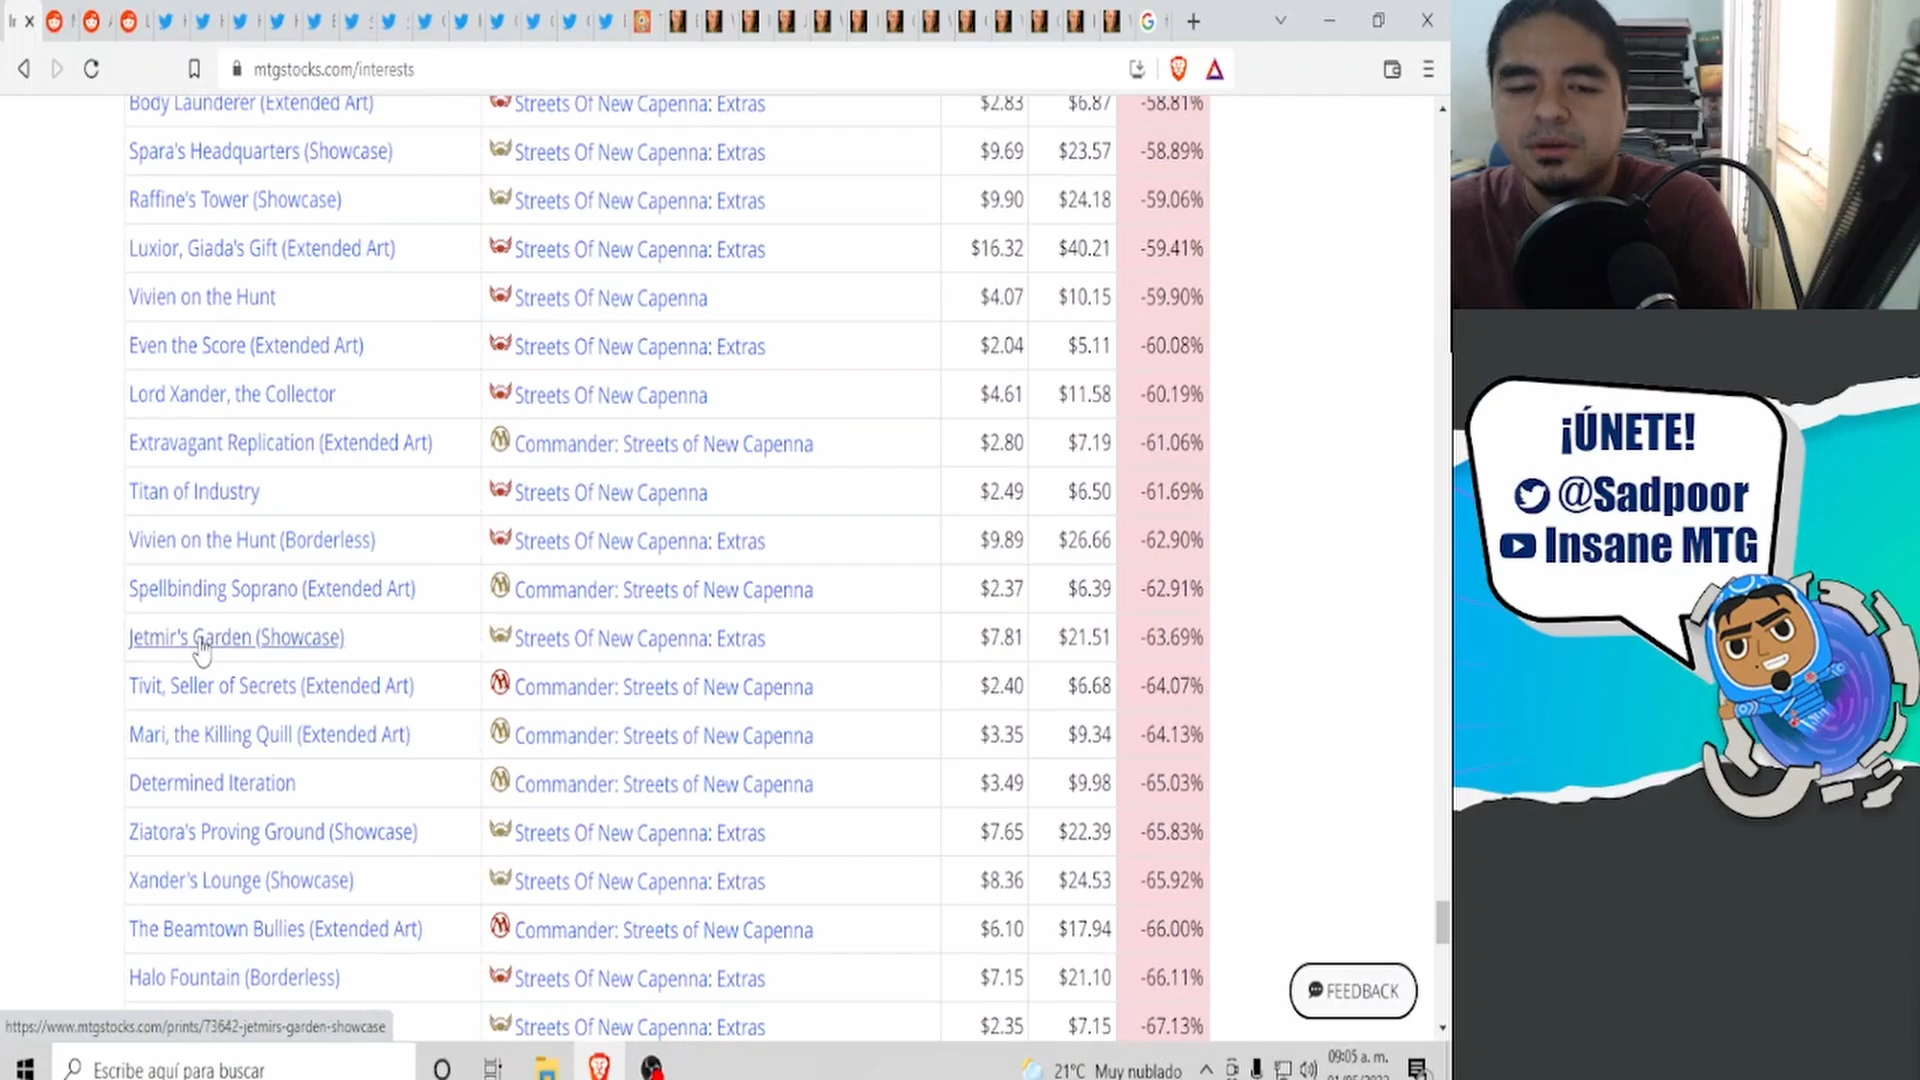 mtgstocks.com/interests
Body Launderer (Extended Art) Streets Of New Capenna: Extras $2.83 $6.87 -58.81%
Spara's Headquarters (Showcase) Streets Of New Capenna: Extras $9.69 $23.57 -58.89%
Raffine's Tower (Showcase) Streets Of New Capenna: Extras $9.90 $24.18 -59.06%
Luxior, Giada's Gift (Extended Art) Streets Of New Capenna: Extras $16.32 $40.21 -59.41%
Vivien on the Hunt Streets Of New Capenna $4.07 $10.15 -59.90%
Even the Score (Extended Art) Streets Of New Capenna: Extras $2.04 $5.11 -60.08%
Lord Xander, the Collector Streets Of New Capenna $4.61 $11.58 -60.19%
Extravagant Replication (Extended Art) Commander: Streets of New Capenna $2.80 $7.19 -61.06%
Titan of Industry Streets Of New Capenna $2.49 $6.50 -61.69%
Vivien on the Hunt (Borderless) Streets Of New Capenna: Extras $9.89 $26.66 -62.90%
Spellbinding Soprano (Extended Art) Commander: Streets of New Capenna $2.37 $6.39 -62.91%
Jetmir's Garden (Showcase) Streets Of New Capenna: Extras $7.81 $21.51 -63.69%
Tivit, Seller of Secrets (Extended Art) Commander: Streets of New Capenna $2.40 $6.68 -64.07%
Mari, the Killing Quill (Extended Art) Commander: Streets of New Capenna $3.35 $9.34 -64.13%
Determined Iteration Commander: Streets of New Capenna $3.49 $9.98 -65.03%
Ziatora's Proving Ground (Showcase) Streets Of New Capenna: Extras $7.65 $22.39 -65.83%
Xander's Lounge (Showcase) Streets Of New Capenna: Extras $8.36 $24.53 -65.92%
The Beamtown Bullies (Extended Art) Commander: Streets of New Capenna $6.10 $17.94 -66.00%
Halo Fountain (Borderless) Streets Of New Capenna: Extras $7.15 $21.10 -66.11%
Streets Of New Capenna: Extras $2.35 $7.15 -67.13%
FEEDBACK
https://www.mtgstocks.com/prints/73642-jetmirs-garden-showcase
Escribe aquí para buscar
21°C Muy nublado
09:05 a. m.
¡ÚNETE!
@Sadpoor
Insane MTG